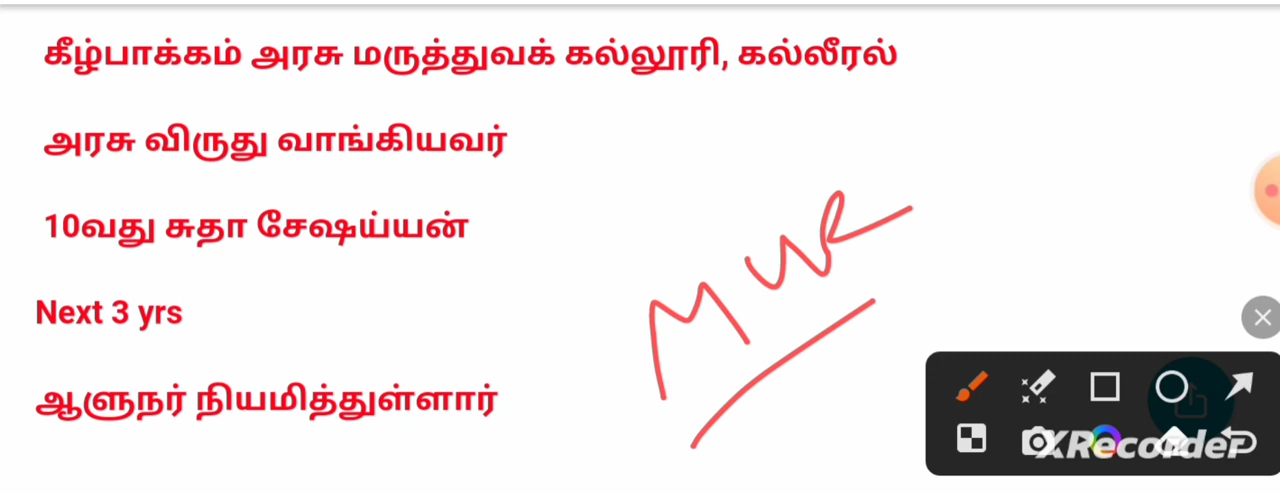 கீழ்பாக்கம் அரசு மருத்துவக் கல்லூரி, கல்லீரல்
அரசு விருது வாங்கியவர்
10வது சுதா சேஷய்யன்
Next 3 yrs
ஆளுநர் நியமித்துள்ளார்
XRecorder